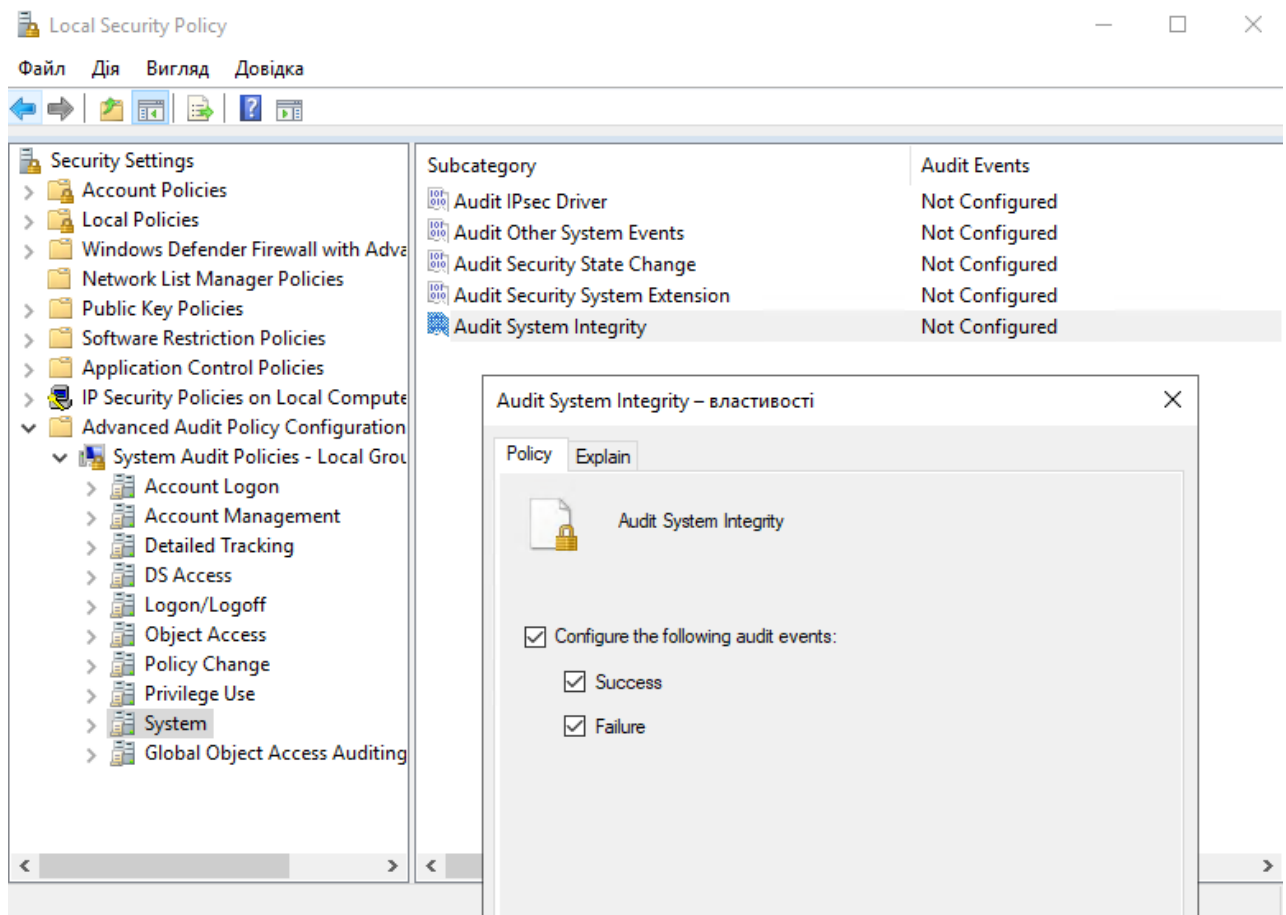 Local Security Policy
Файл Дія Вигляд Довідка
Security Settings
Account Policies
Local Policies
Windows Defender Firewall with Adva
Network List Manager Policies
Public Key Policies
Software Restriction Policies
Application Control Policies
IP Security Policies on Local Compute
Advanced Audit Policy Configuration
System Audit Policies - Local Grou
Account Logon
Account Management
Detailed Tracking
DS Access
Logon/Logoff
Object Access
Policy Change
Privilege Use
System
Global Object Access Auditing
Subcategory Audit Events
Audit IPsec Driver Not Configured
Audit Other System Events Not Configured
Audit Security State Change Not Configured
Audit Security System Extension Not Configured
Audit System Integrity Not Configured
Audit System Integrity – властивості
Policy Explain
Audit System Integrity
Configure the following audit events:
Success
Failure